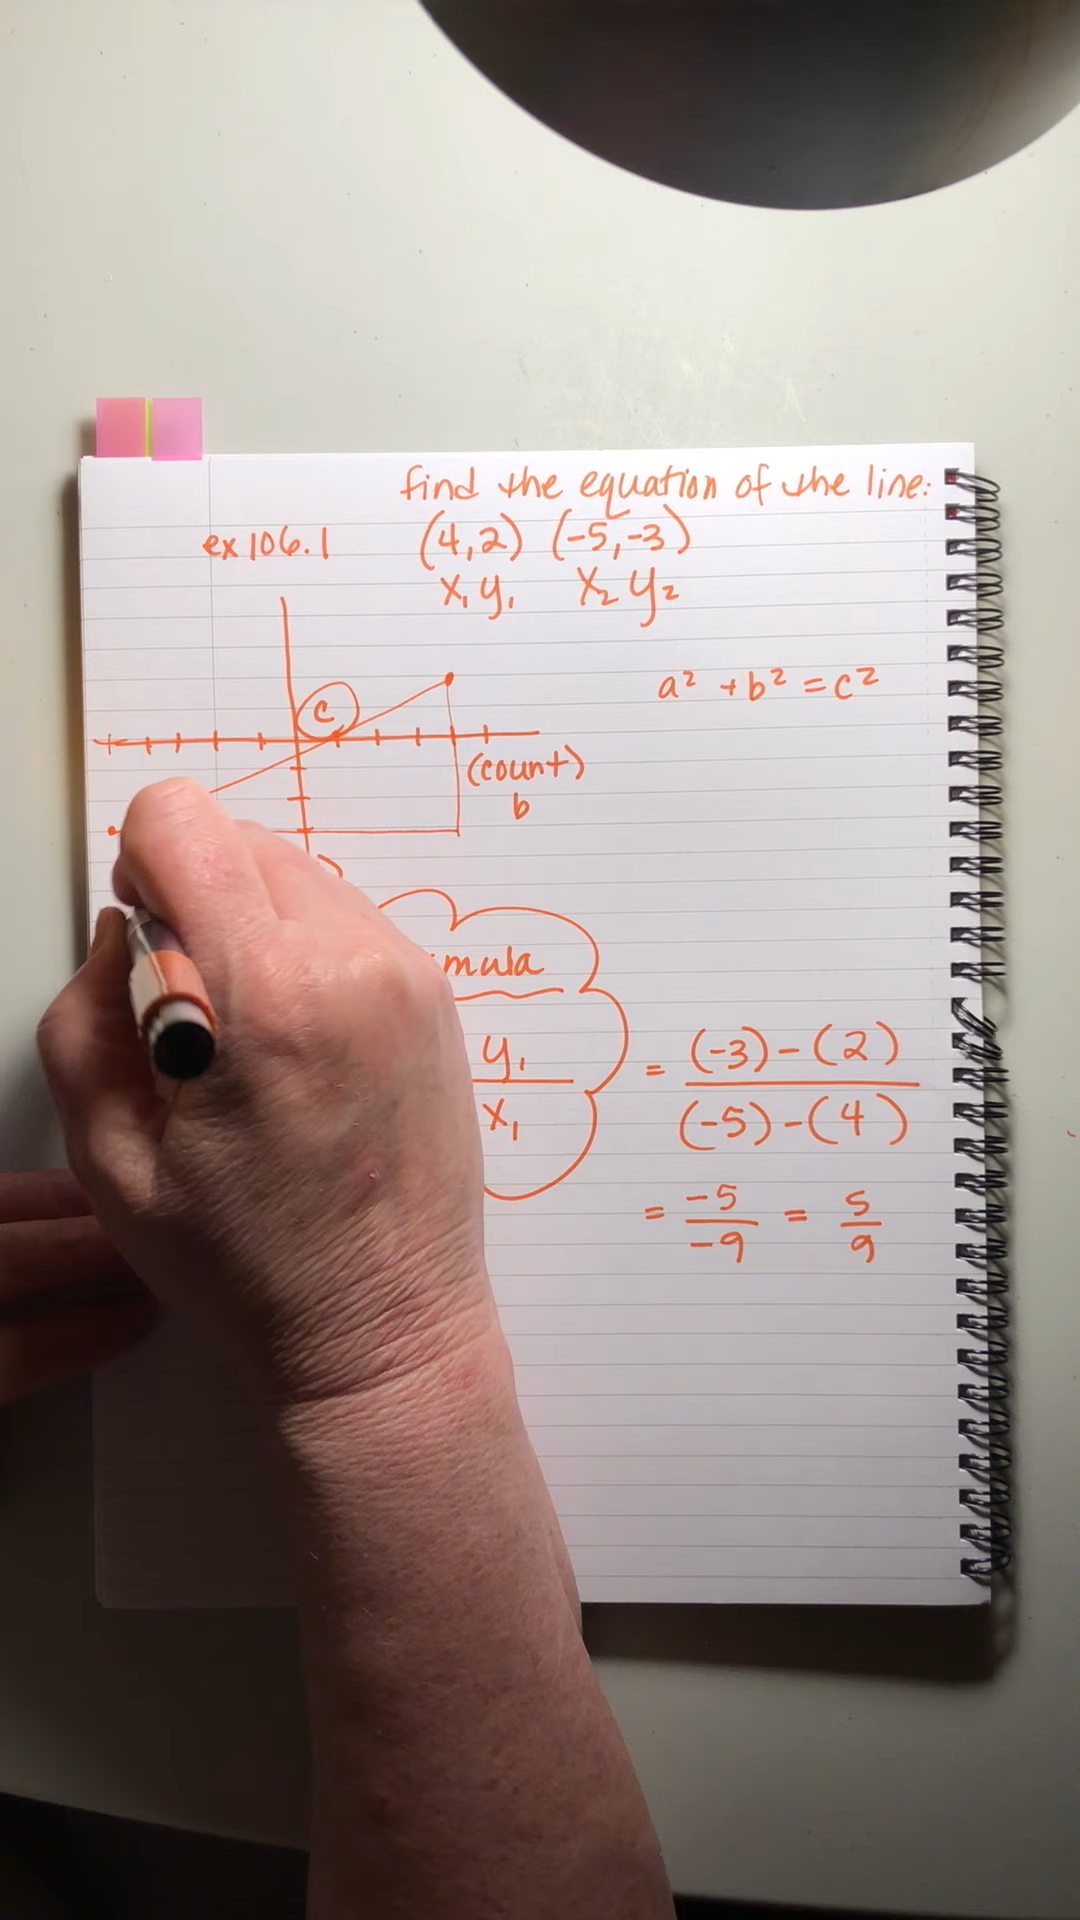 find the equation of the line:
ex 106.1 (4,2) (-5,-3)
x₁ y₁ x₂ y₂
a² + b² = c²
c
(count)
b
mula
y₁
x₁
= (-3) - (2)
(-5) - (4)
= -5 = 5
-9 9